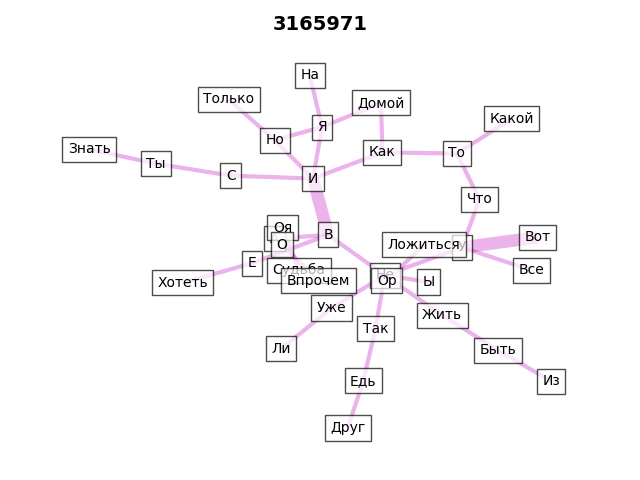 3165971
На
Только
Домой
Какой
Я
Но
Знать
Как
То
Ты
С
И
Что
Оя
В
Вот
О
Ложиться
У
Е
Судьба
Все
Не
Хотеть
Впрочем
Ор
Ы
Уже
Жить
Так
Ли
Быть
Едь
Из
Друг